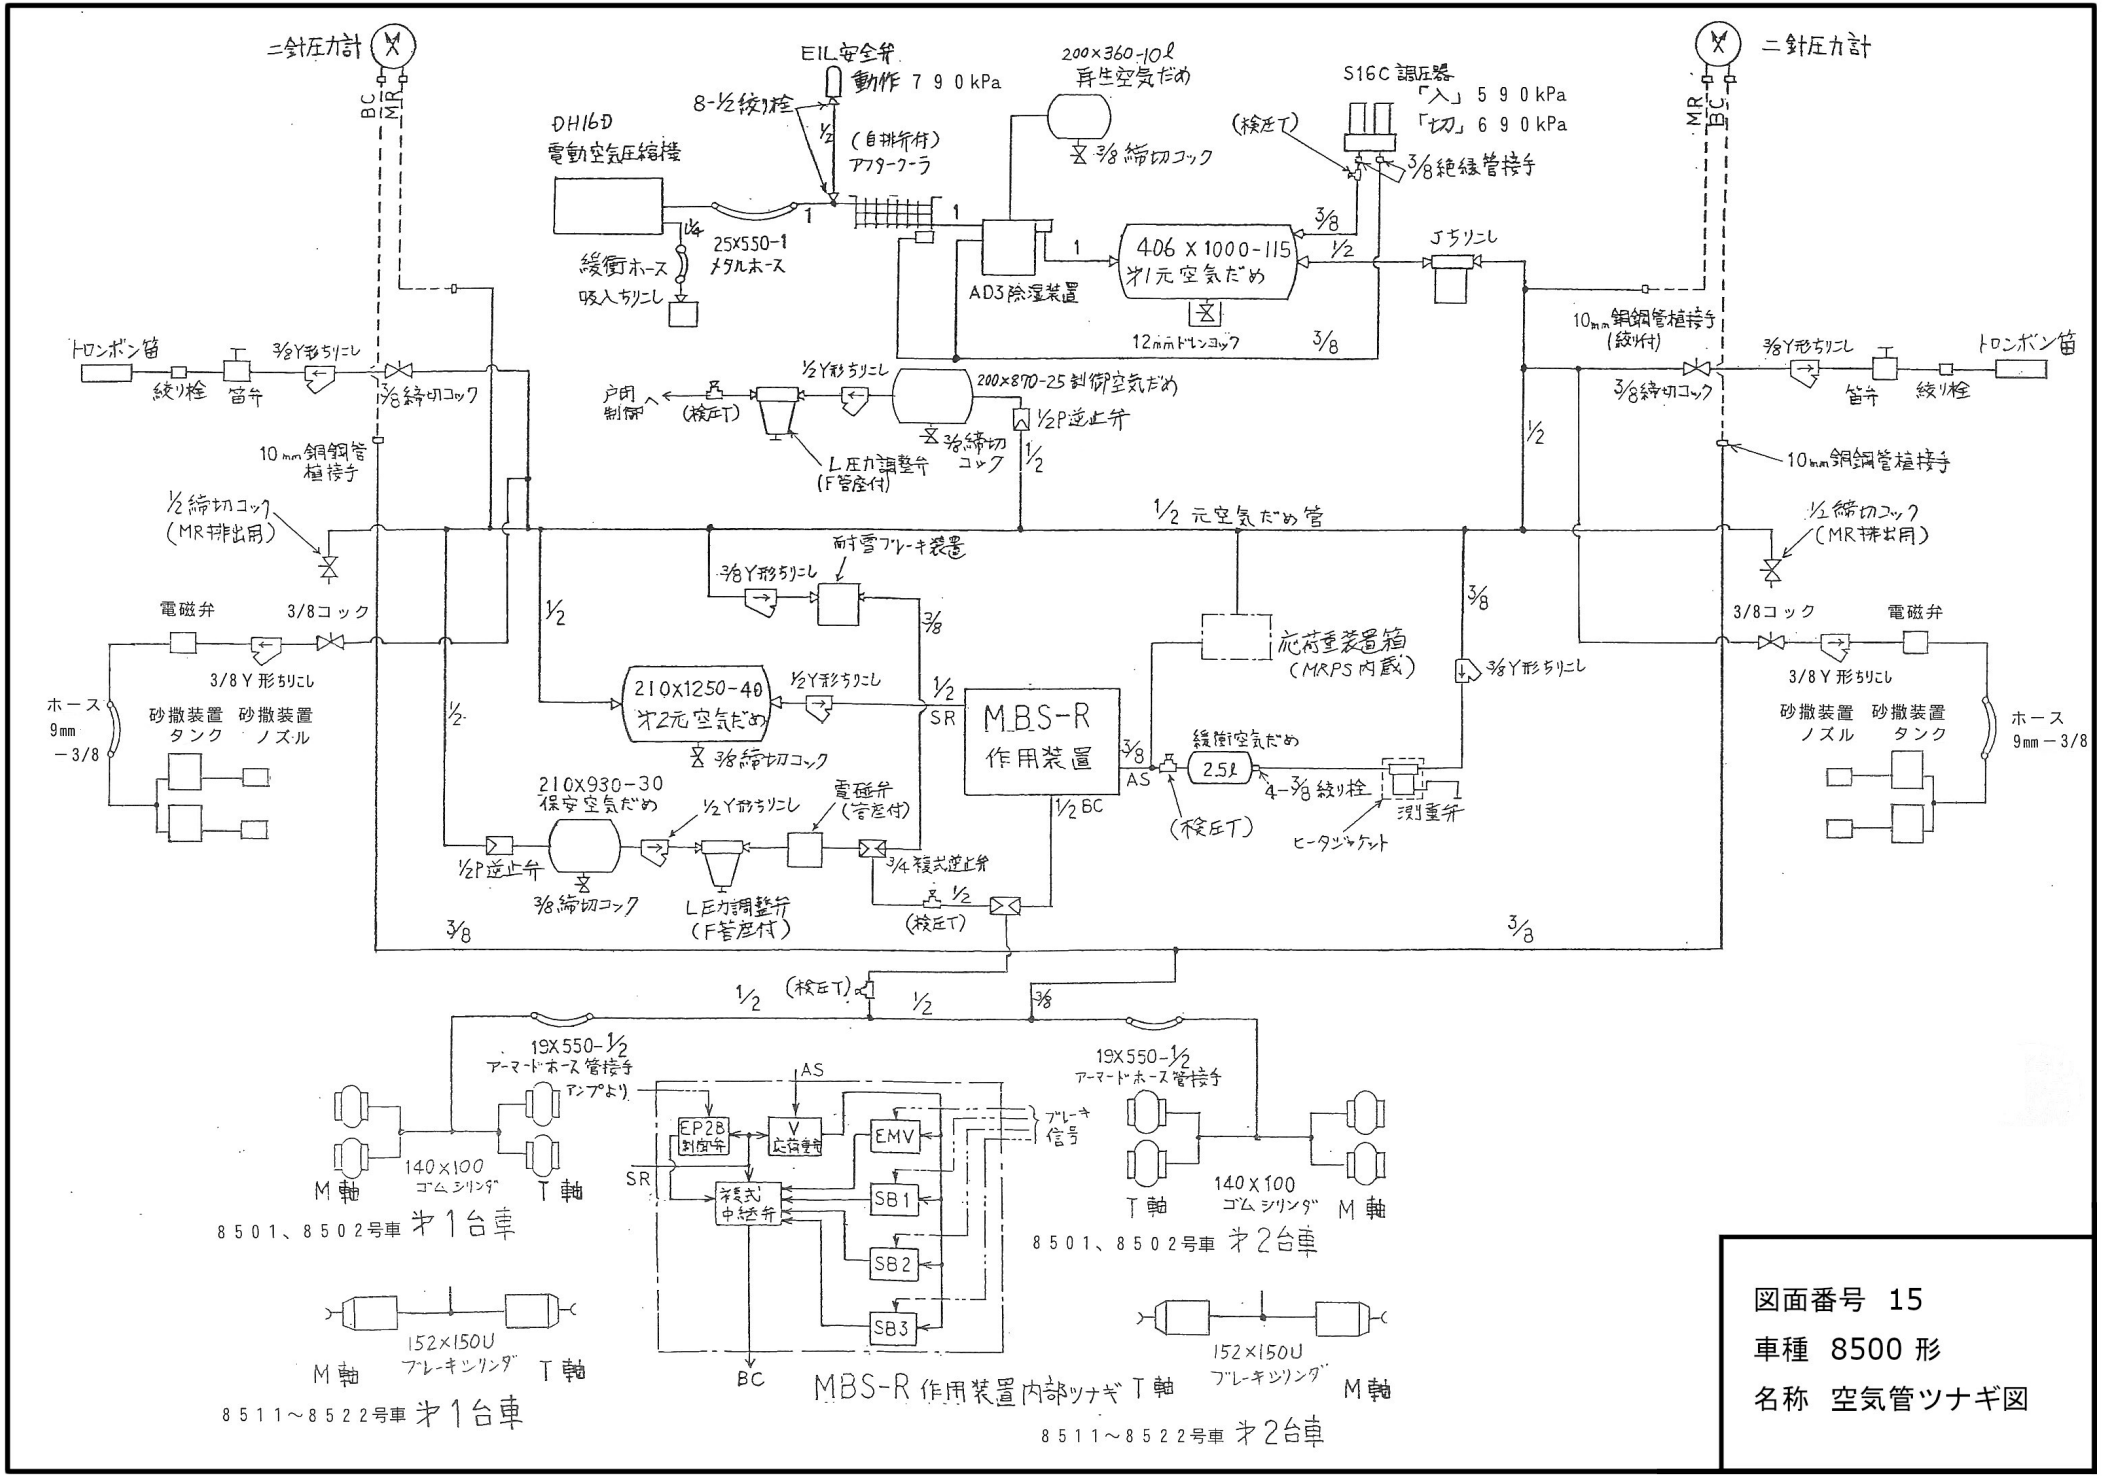 二針圧力計
BC
MR
E1L安全弁
動作 790kPa
8-1/2絞り栓
1/2
(自排弁付)
アフタークーラ
DH16D
電動空気圧縮機
1 1/4
緩衝ホース
吸入ちりこし
25X550-1
メタルホース
1
1
200×360-10ℓ
再生空気だめ
3/8締切コック
AD3除湿装置
1
406 X 1000-115
才1元空気だめ
12mmドレンコック
S16C 調圧器
「入」590kPa
「切」690kPa
(検圧T)
3/8絶縁管接手
3/8
1/2
3/8
Jちりこし
二針圧力計
MR
BC
10mm銅鋼管植接手
(絞り付)
トロンボン笛
絞り栓
笛弁
3/8Y形ちりこし
3/8締切コック
戸閉
制御へ
(検圧T)
1/2Y形ちりこし
L圧力調整弁
(F管座付)
200×870-25制御空気だめ
3/8締切
コック
1/2P逆止弁
1/2
1/2
3/8締切コック
3/8Y形ちりこし
笛弁
絞り栓
トロンボン笛
10mm銅鋼管
植接手
10mm銅鋼管植接手
1/2締切コック
(MR排出用)
1/2 元空気だめ管
1/2締切コック
(MR排出用)
電磁弁
3/8コック
3/8Y形ちりこし
ホース
9mm
－3/8
砂撒装置
タンク
砂撒装置
ノズル
1/2
1/2
3/8Y形ちりこし
耐雪ブレーキ装置
3/8
210X1250-40
才2元空気だめ
3/8締切コック
1/2Y形ちりこし
1/2
SR
M.B.S-R
作用装置
3/8
AS
1/2 BC
応荷重装置箱
(MRPS内蔵)
緩衝空気だめ
2.5ℓ
4-3/8絞り栓
(検圧T)
ヒータジャケット
測重弁
3/8
3/8Y形ちりこし
3/8コック
電磁弁
3/8Y形ちりこし
砂撒装置
ノズル
砂撒装置
タンク
ホース
9mm－3/8
210X930-30
保安空気だめ
1/2P逆止弁
3/8締切コック
1/2Y形ちりこし
L圧力調整弁
(F管座付)
電磁弁
(管座付)
3/4複式逆止弁
(検圧T)
1/2
3/8
3/8
(検圧T)
1/2
1/2
3/8
19X550-1/2
アーマードホース管接手
19X550-1/2
アーマードホース管接手
140×100
ゴムシリンダ
M軸
T軸
8501、8502号車 才1台車
152×150U
ブレーキシリンダ
M軸
T軸
8511～8522号車 才1台車
アンプより
AS
EP2B
制御弁
V
応荷重弁
EMV
SB1
SB2
SB3
SR
複式
中継弁
ブレーキ
信号
BC
MBS-R 作用装置内部ツナギ
140X100
ゴムシリンダ
T軸
M軸
8501、8502号車 才2台車
152×150U
ブレーキシリンダ
T軸
M軸
8511～8522号車 才2台車
図面番号 15
車種 8500 形
名称 空気管ツナギ図